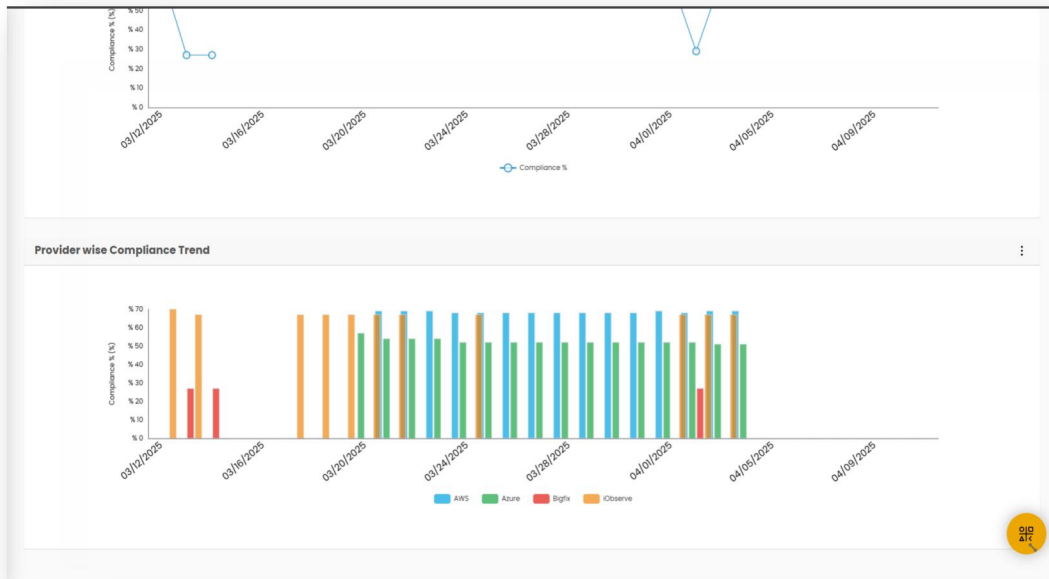 Compliance % (%)
% 50
% 40
% 30
% 20
% 10
% 0
03/12/2025 03/16/2025 03/20/2025 03/24/2025 03/28/2025 04/01/2025 04/05/2025 04/09/2025
Compliance %
Provider wise Compliance Trend
Compliance % (%)
% 70
% 60
% 50
% 40
% 30
% 20
% 10
% 0
03/12/2025 03/16/2025 03/20/2025 03/24/2025 03/28/2025 04/01/2025 04/05/2025 04/09/2025
AWS Azure Bigfix iObserve